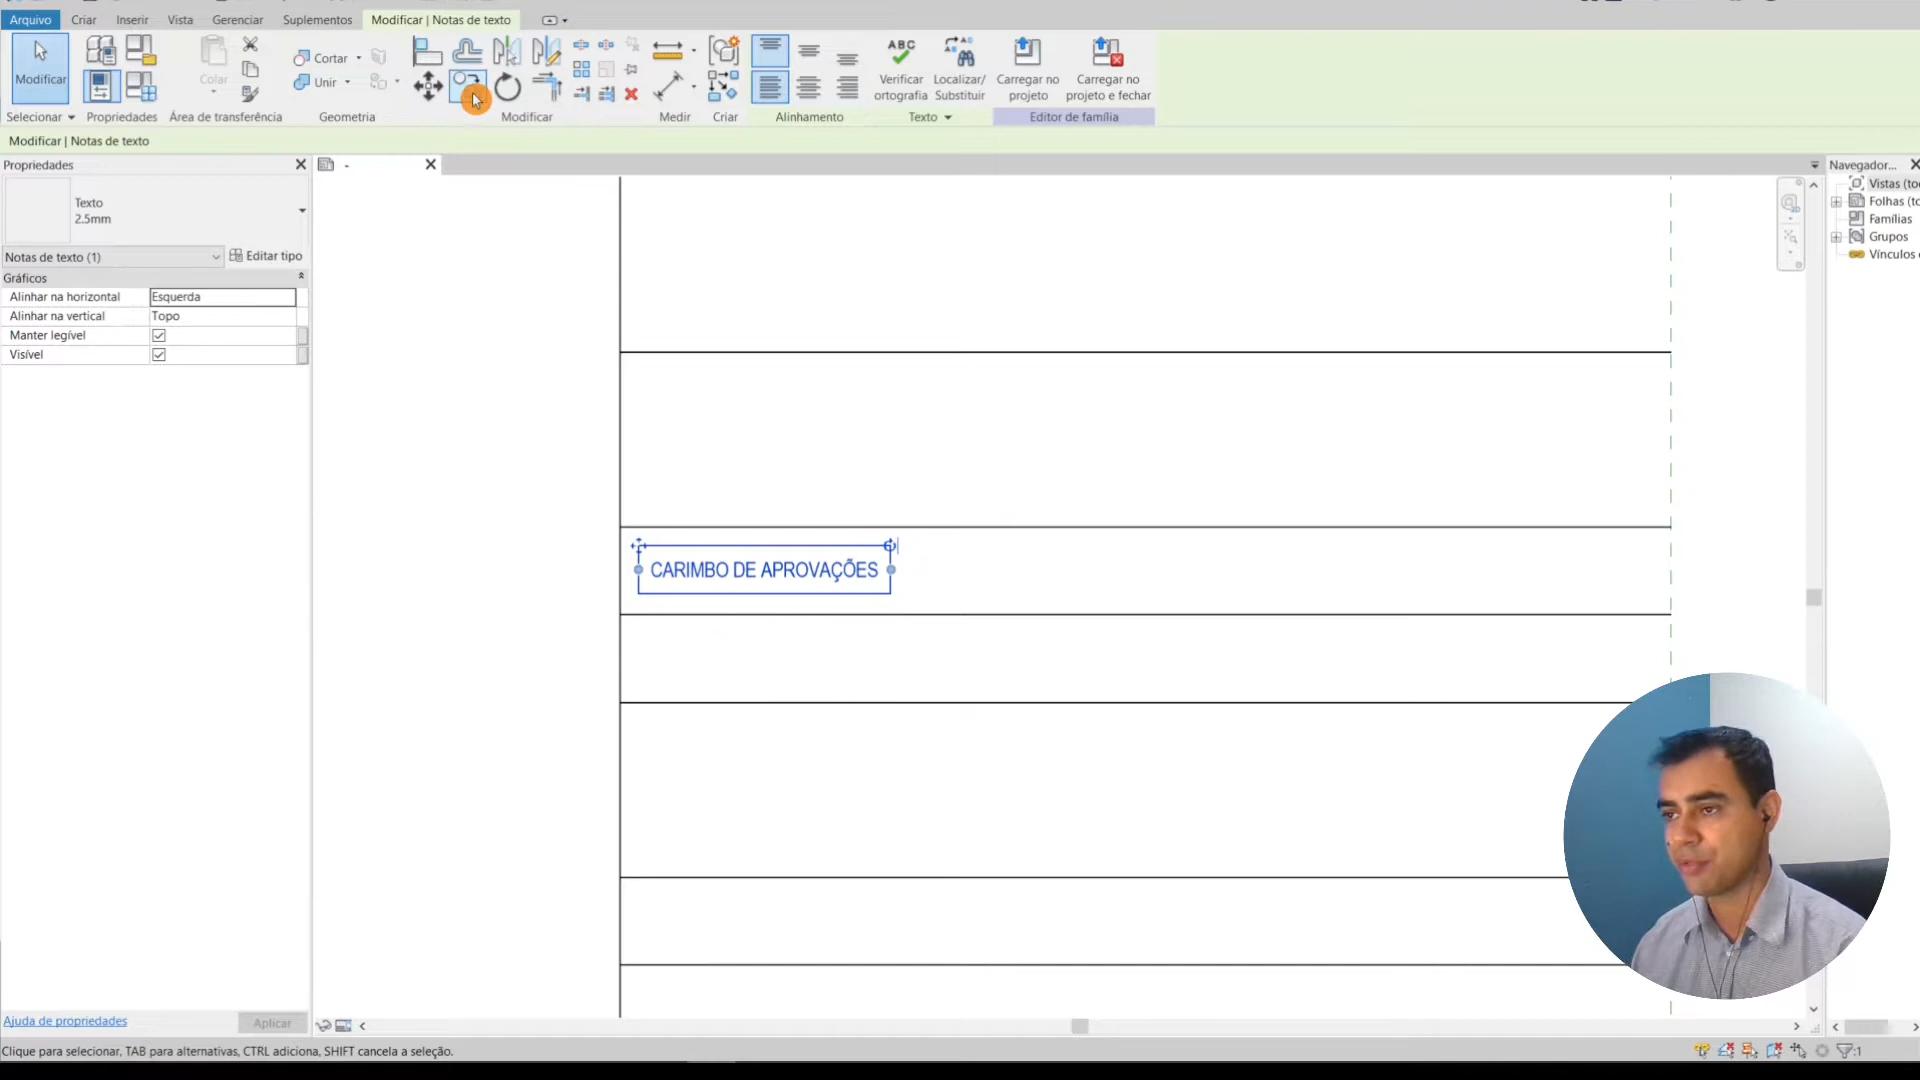 Arquivo Criar Inserir Vista Gerenciar Suplementos Modificar | Notas de texto
Modificar Colar Cortar Unir Verificar ortografia Localizar/ Substituir Carregar no projeto Carregar no projeto e fechar
Selecionar Propriedades Área de transferência Geometria Modificar Medir Criar Alinhamento Texto Editor de família
Modificar | Notas de texto
Propriedades
-
Navegador...
Texto
2.5mm
Notas de texto (1)
Editar tipo
Gráficos
Alinhar na horizontal Esquerda
Alinhar na vertical Topo
Manter legível
Visível
Vistas (to
Folhas (to
Famílias
Grupos
Vínculos
CARIMBO DE APROVAÇÕES
Ajuda de propriedades
Aplicar
Clique para selecionar, TAB para alternativas, CTRL adiciona, SHIFT cancela a seleção.
:1